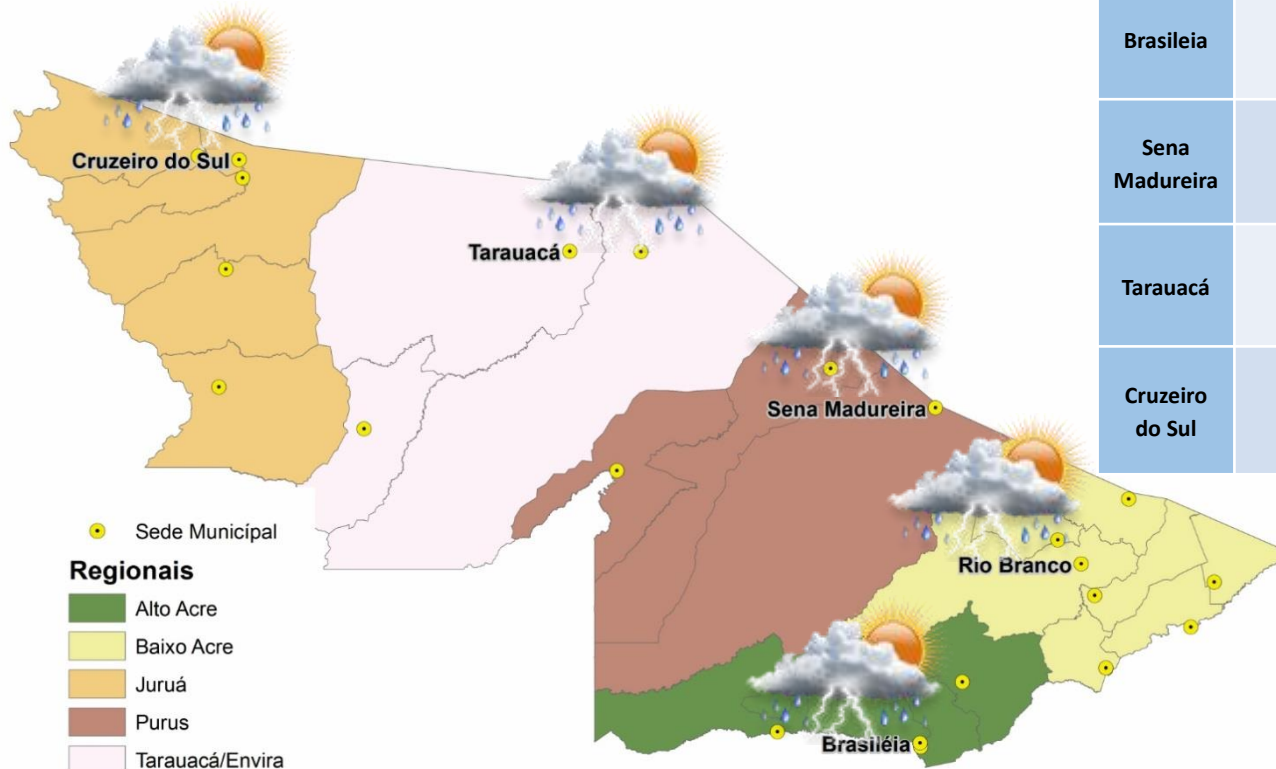 Cruzeiro do Sul
Tarauacá
Sena Madureira
Rio Branco
Brasiléia
Sede Municípal
Regionais
Alto Acre
Baixo Acre
Juruá
Purus
Tarauacá/Envira
Brasileia
Sena
Madureira
Tarauacá
Cruzeiro
do Sul